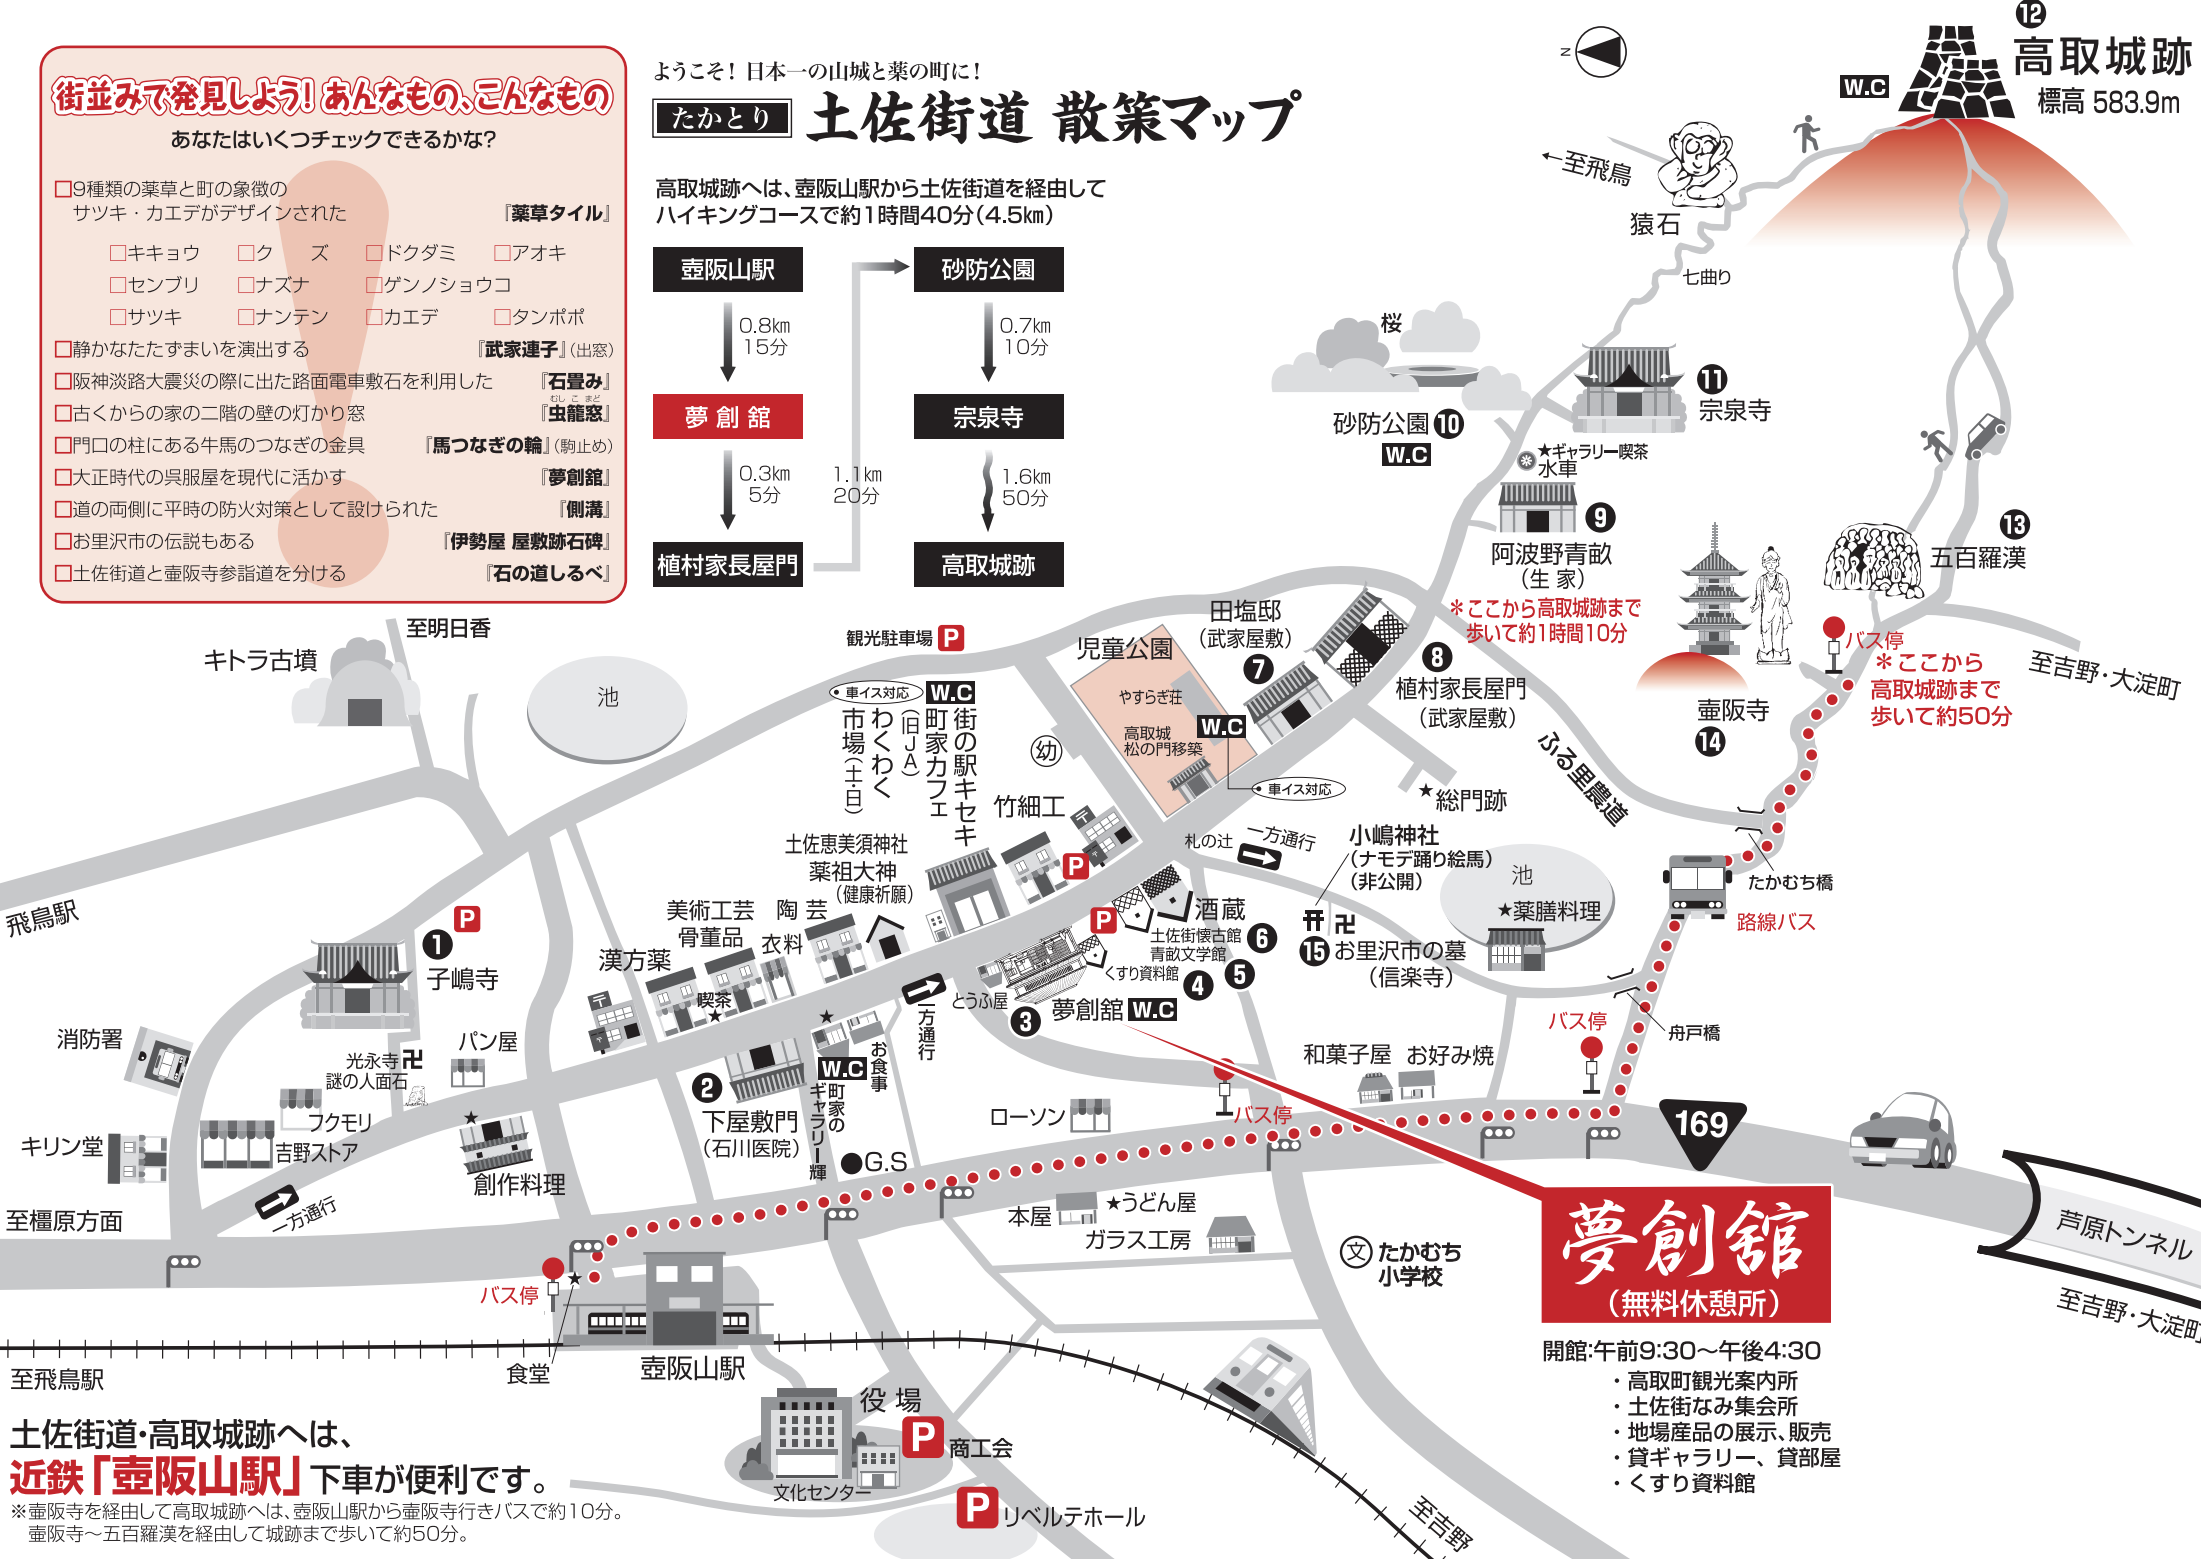 街並みで発見しよう！あんなもの、こんなもの
あなたはいくつチェックできるかな？
□9種類の薬草と町の象徴の
サツキ・カエデがデザインされた 『薬草タイル』
□キキョウ □クズ □ドクダミ □アオキ
□センブリ □ナズナ □ゲンノショウコ
□サツキ □ナンテン □カエデ □タンポポ
□静かなたたずまいを演出する 『武家連子』（出窓）
□阪神淡路大震災の際に出た路面電車敷石を利用した 『石畳み』
□古くからの家の二階の壁の灯かり窓 『虫籠窓』
むしこまど
□門口の柱にある牛馬のつなぎの金具 『馬つなぎの輪』（駒止め）
□大正時代の呉服屋を現代に活かす 『夢創舘』
□道の両側に平時の防火対策として設けられた 『側溝』
□お里沢市の伝説もある 『伊勢屋 屋敷跡石碑』
□土佐街道と壷阪寺参詣道を分ける 『石の道しるべ』
ようこそ！日本一の山城と薬の町に！
たかとり 土佐街道 散策マップ
高取城跡へは、壺阪山駅から土佐街道を経由して
ハイキングコースで約1時間40分（4.5㎞）
壺阪山駅
0.8㎞
15分
夢創舘
0.3㎞
5分
植村家長屋門
1.1㎞
20分
砂防公園
0.7㎞
10分
宗泉寺
1.6㎞
50分
高取城跡
N
⑫
高取城跡
標高 583.9m
W.C
←至飛鳥
猿石
七曲り
桜
砂防公園⑩
W.C
⑪
宗泉寺
★ギャラリー喫茶
水車
⑨
阿波野青畝
（生家）
＊ここから高取城跡まで
歩いて約1時間10分
⑬
五百羅漢
バス停
＊ここから
高取城跡まで
歩いて約50分
至吉野・大淀町
壷阪寺
⑭
ふる里農道
たかむち橋
路線バス
至明日香
キトラ古墳
池
観光駐車場 P
車イス対応 W.C
街の駅キセキ
町家カフェ
（旧JA）
わくわく
市場（土・日）
幼
児童公園
やすらぎ荘
高取城
松の門移築
W.C
車イス対応
田塩邸
（武家屋敷）
⑦
⑧
植村家長屋門
（武家屋敷）
★総門跡
竹細工
〒
P
土佐恵美須神社
薬祖大神
（健康祈願）
札の辻
一方通行
小嶋神社
（ナモデ踊り絵馬）
（非公開）
池
★薬膳料理
⑮お里沢市の墓
（信楽寺）
舟戸橋
飛鳥駅
P
①
子嶋寺
美術工芸
骨董品
陶芸
衣料
漢方薬
〒
喫茶
★
P
酒蔵
土佐街懐古館 ⑥
青畝文学館 ⑤
くすり資料館 ④
とうふ屋
③ 夢創舘 W.C
一方通行
★
お食事
W.C
町家の
ギャラリー輝
消防署
光永寺
謎の人面石
パン屋
フクモリ
吉野ストア
キリン堂
★
創作料理
一方通行
②
下屋敷門
（石川医院）
●G.S
ローソン
バス停
和菓子屋
お好み焼
バス停
169
至橿原方面
本屋
★うどん屋
ガラス工房
文 たかむち
小学校
芦原トンネル
至吉野・大淀町
バス停
★
食堂
壺阪山駅
至飛鳥駅
役場
P
商工会
文化センター
P リベルテホール
至吉野
夢創舘
（無料休憩所）
開館：午前9：30～午後4：30
・高取町観光案内所
・土佐街なみ集会所
・地場産品の展示、販売
・貸ギャラリー、貸部屋
・くすり資料館
土佐街道・高取城跡へは、
近鉄「壺阪山駅」下車が便利です。
※壷阪寺を経由して高取城跡へは、壺阪山駅から壷阪寺行きバスで約10分。
壷阪寺～五百羅漢を経由して城跡まで歩いて約50分。